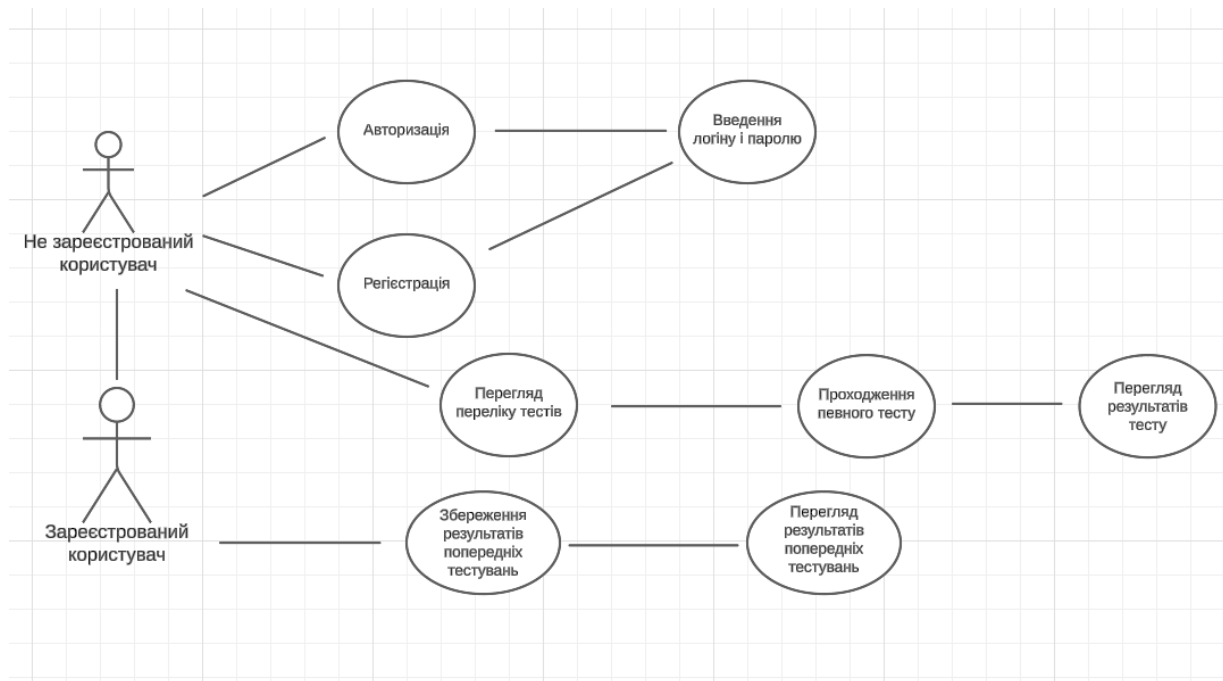 Авторизація
Введення
логіну і паролю
Не зареєстрований
користувач
Регієстрація
Перегляд
переліку тестів
Проходження
певного тесту
Перегляд
результатів
тесту
Зареєстрований
користувач
Збереження
результатів
попередніх
тестувань
Перегляд
результатів
попередніх
тестувань